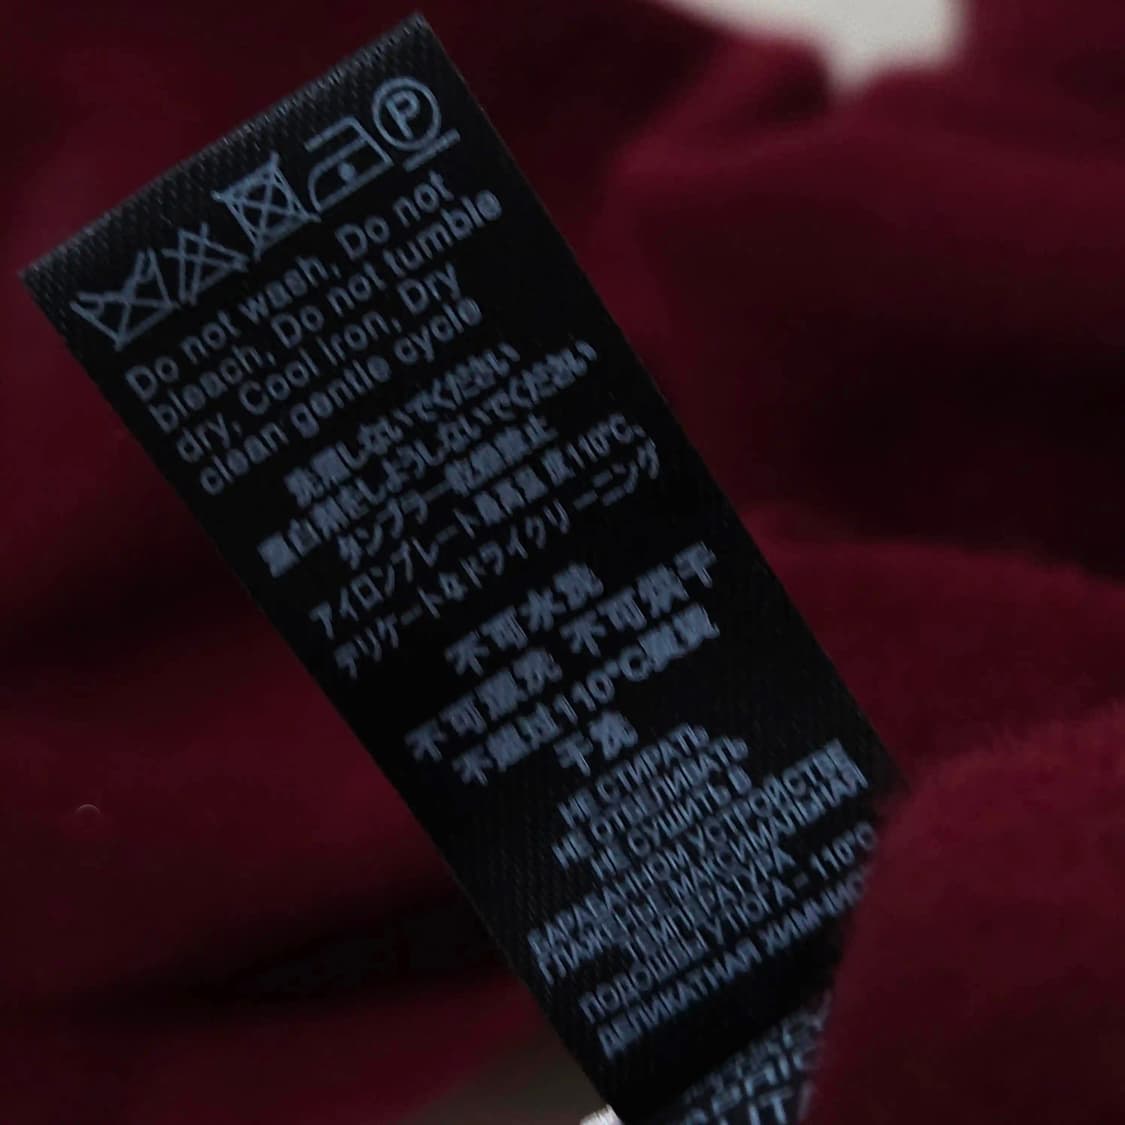 P
Do not wash, Do not
bleach, Do not tumble
dry, Cool iron, Dry
clean gentle cycle
洗濯しないでください
漂白剤をしようしないでください
タンブラー乾燥禁止
アイロンプレート最高温度110℃、
デリケートなドライクリーニング
不可水洗
不可漂洗 不可烘干
不超过110°C熨烫
干洗
НЕ СТИРАТЬ
НЕ ОТБЕЛИВАТЬ
НЕ СУШИТЬ В
БАРАБАННОМ УСТРОЙСТВЕ
МАКСИМАЛЬНАЯ
ТЕМПЕРАТУРА
ПОДОШВЫ УТЮГА - 110°C
ДЕЛИКАТНАЯ